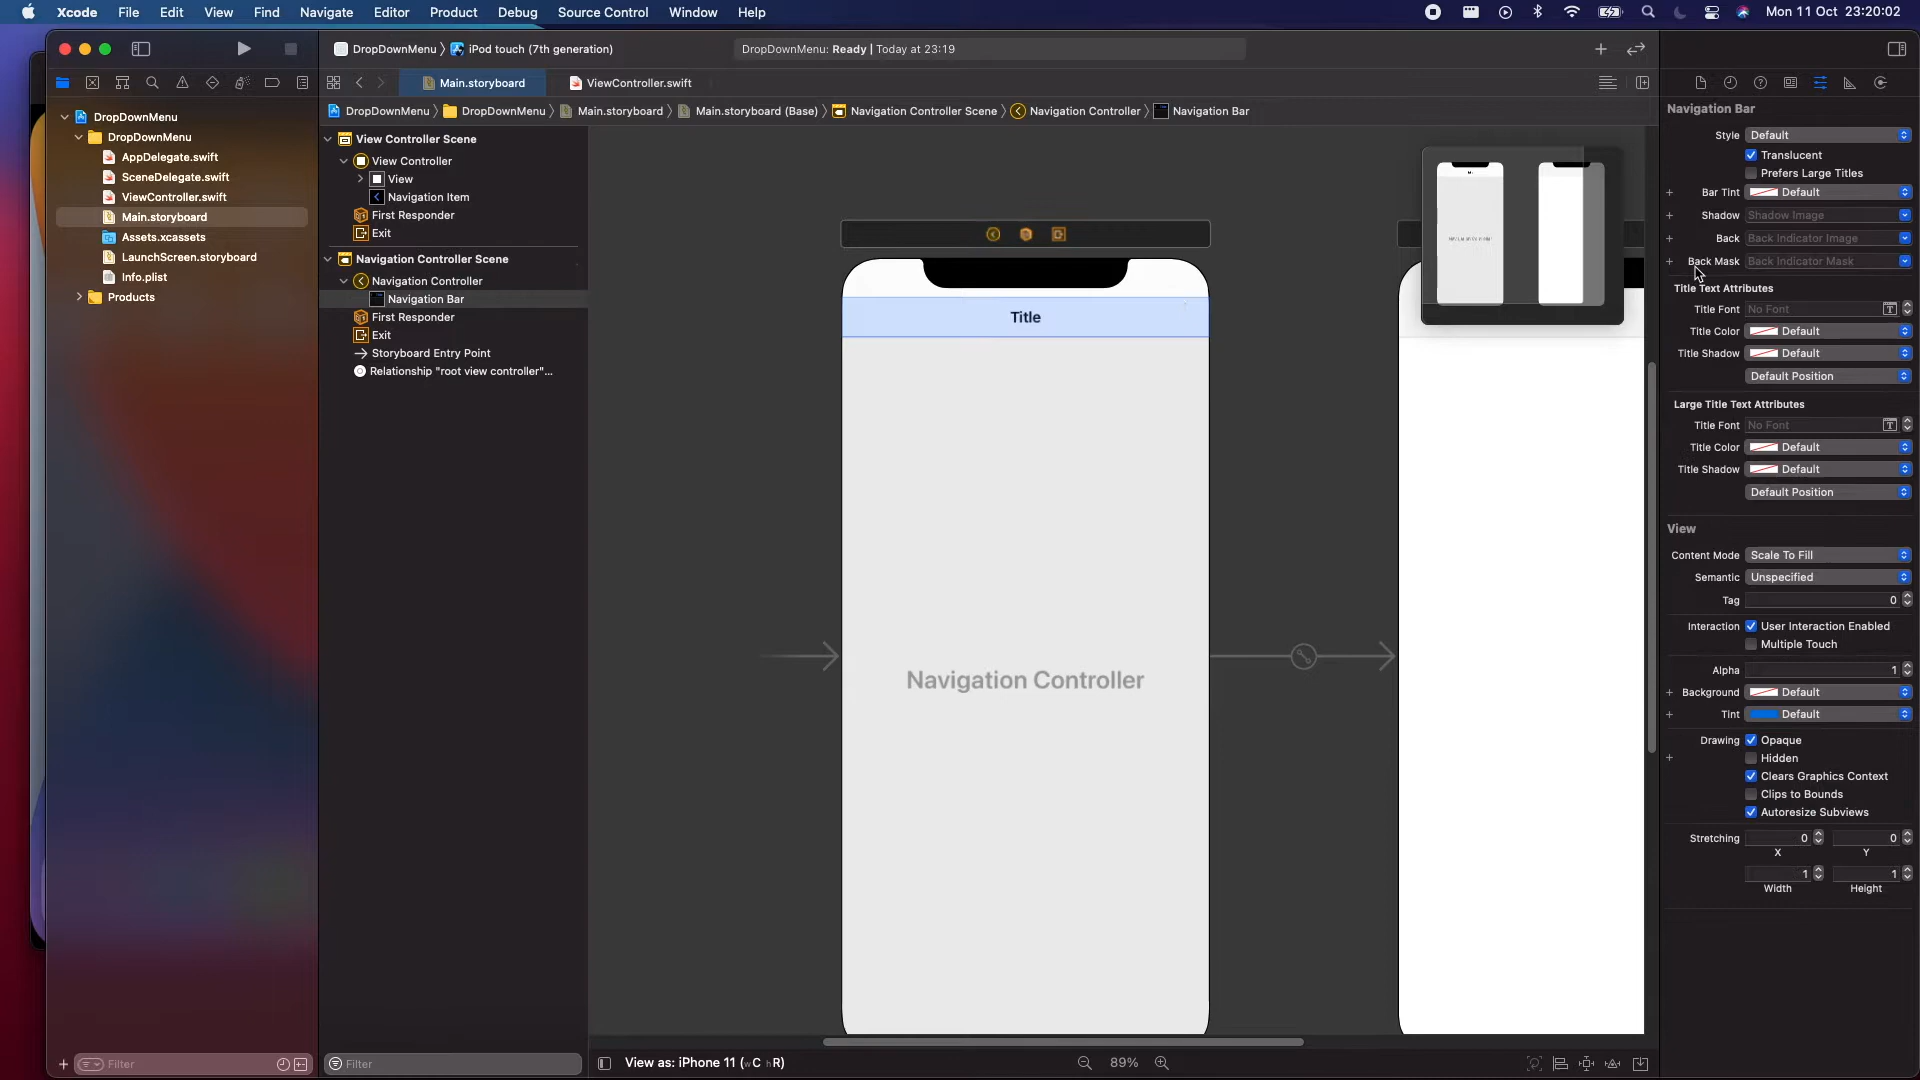 Xcode File Edit View Find Navigate Editor Product Debug Source Control Window Help Mon 11 Oct 23:20:02
DropDownMenu iPod touch (7th generation)
DropDownMenu: Ready | Today at 23:19
Main.storyboard ViewController.swift
DropDownMenu DropDownMenu Main.storyboard Main.storyboard (Base) Navigation Controller Scene Navigation Controller Navigation Bar
DropDownMenu
DropDownMenu
AppDelegate.swift
SceneDelegate.swift
ViewController.swift
Main.storyboard
Assets.xcassets
LaunchScreen.storyboard
Info.plist
Products
Filter
View Controller Scene
View Controller
View
Navigation Item
First Responder
Exit
Navigation Controller Scene
Navigation Controller
Navigation Bar
First Responder
Exit
Storyboard Entry Point
Relationship "root view controller"...
Filter
Title
Navigation Controller
View as: iPhone 11 (wC hR)
89%
Navigation Bar
Style Default
Translucent
Prefers Large Titles
Bar Tint Default
Shadow Shadow Image
Back Back Indicator Image
Back Mask Back Indicator Mask
Title Text Attributes
Title Font No Font
Title Color Default
Title Shadow Default
Default Position
Large Title Text Attributes
Title Font No Font
Title Color Default
Title Shadow Default
Default Position
View
Content Mode Scale To Fill
Semantic Unspecified
Tag 0
Interaction User Interaction Enabled
Multiple Touch
Alpha 1
Background Default
Tint Default
Drawing Opaque
Hidden
Clears Graphics Context
Clips to Bounds
Autoresize Subviews
Stretching 0 0
X Y
1 1
Width Height